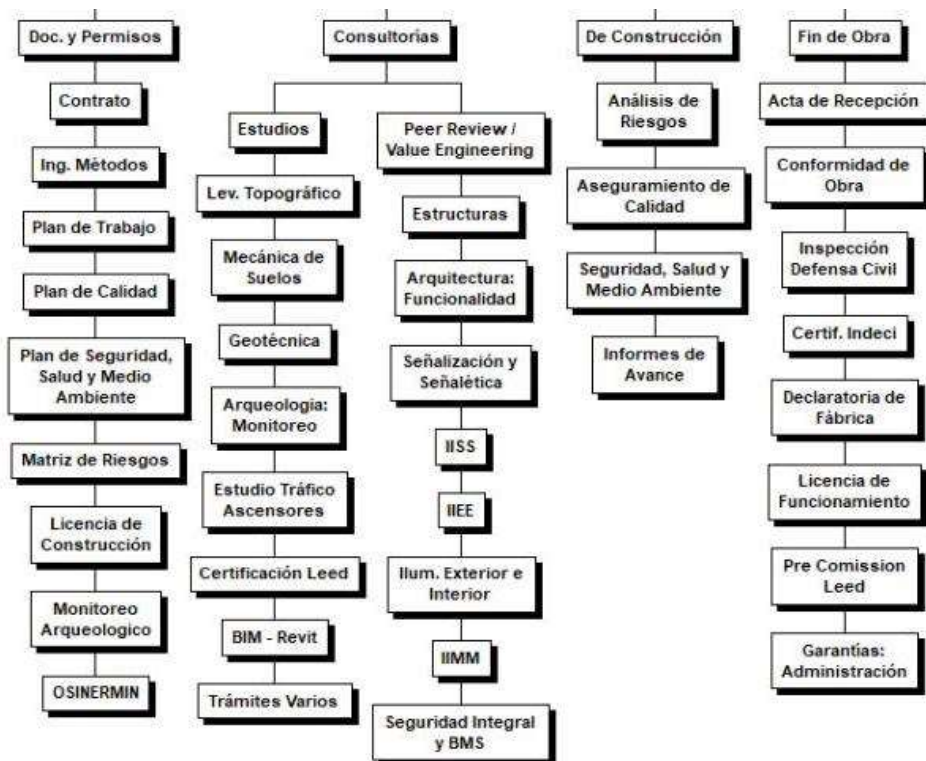 Doc. y Permisos
Contrato
Ing. Métodos
Plan de Trabajo
Plan de Calidad
Plan de Seguridad,
Salud y Medio
Ambiente
Matriz de Riesgos
Licencia de
Construcción
Monitoreo
Arqueologico
OSINERMIN
Consultorías
Estudios
Lev. Topográfico
Mecánica de
Suelos
Geotècnica
Arqueologia:
Monitoreo
Estudio Tráfico
Ascensores
Certificación Leed
BIM - Revit
Trámites Varios
Peer Review /
Value Engineering
Estructuras
Arquitectura:
Funcionalidad
Señalización y
Señalética
IISS
IIEE
Ilum. Exterior e
Interior
IIMM
Seguridad Integral
y BMS
De Construcción
Análisis de
Riesgos
Aseguramiento de
Calidad
Seguridad, Salud y
Medio Ambiente
Informes de
Avance
Fin de Obra
Acta de Recepción
Conformidad de
Obra
Inspección
Defensa Civil
Certif. Indeci
Declaratoria de
Fábrica
Licencia de
Funcionamiento
Pre Comission
Leed
Garantías:
Administración